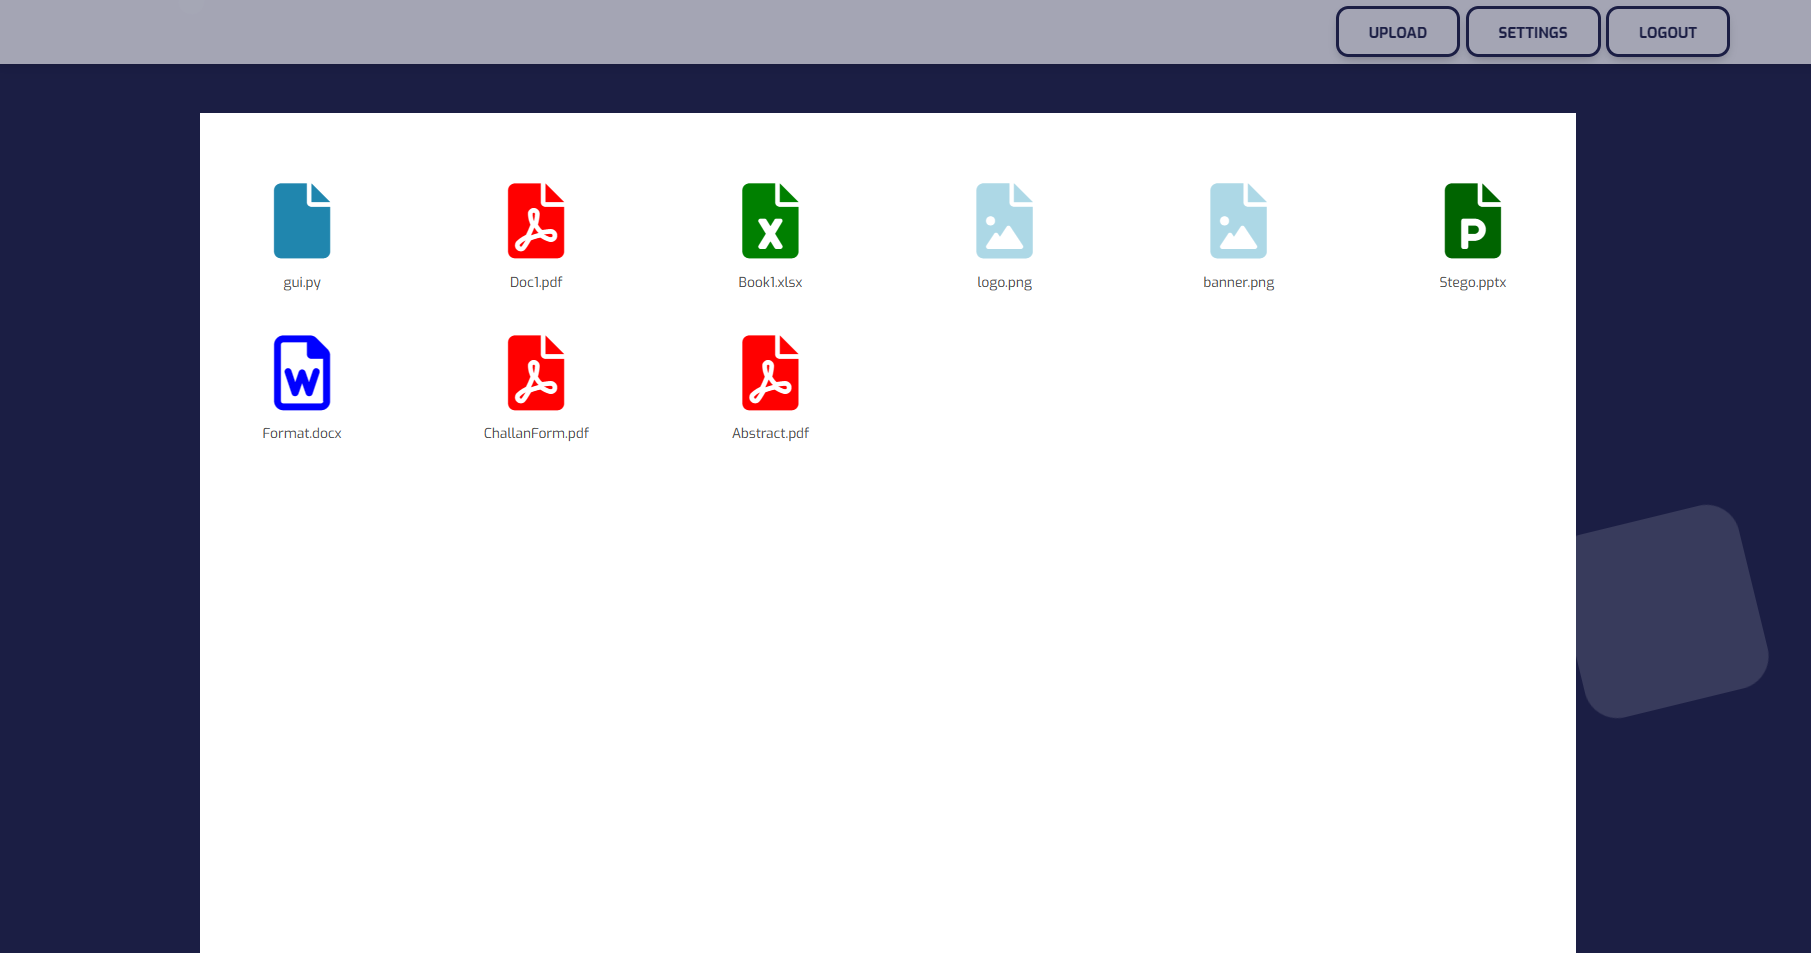 UPLOAD SETTINGS LOGOUT
gui.py Doc1.pdf Book1.xlsx logo.png banner.png Stego.pptx
Format.docx ChallanForm.pdf Abstract.pdf